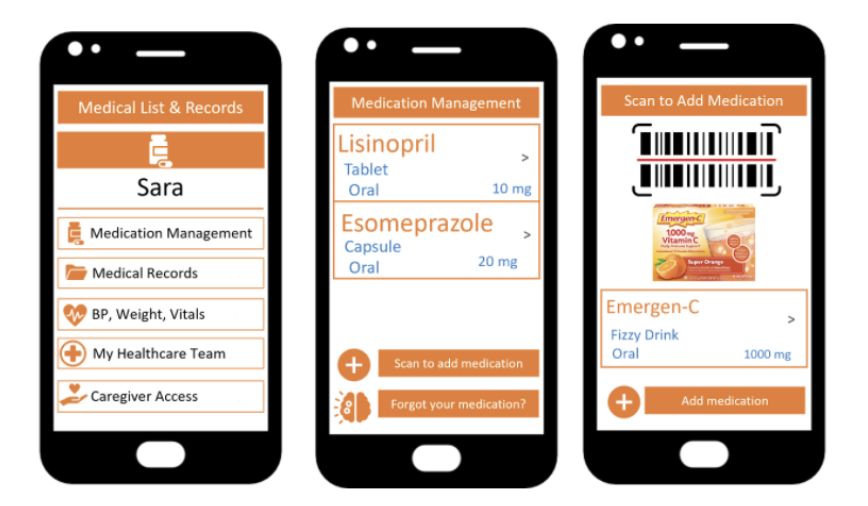 Medical List & Records
Sara
Medication Management
Medical Records
BP, Weight, Vitals
My Healthcare Team
Caregiver Access
Medication Management
Lisinopril
>
Tablet
Oral 10 mg
Esomeprazole
>
Capsule
Oral 20 mg
Scan to add medication
Forgot your medication?
Scan to Add Medication
Emergen-C
1,000 mg
Vitamin C
Super Orange
Emergen-C
>
Fizzy Drink
Oral 1000 mg
Add medication